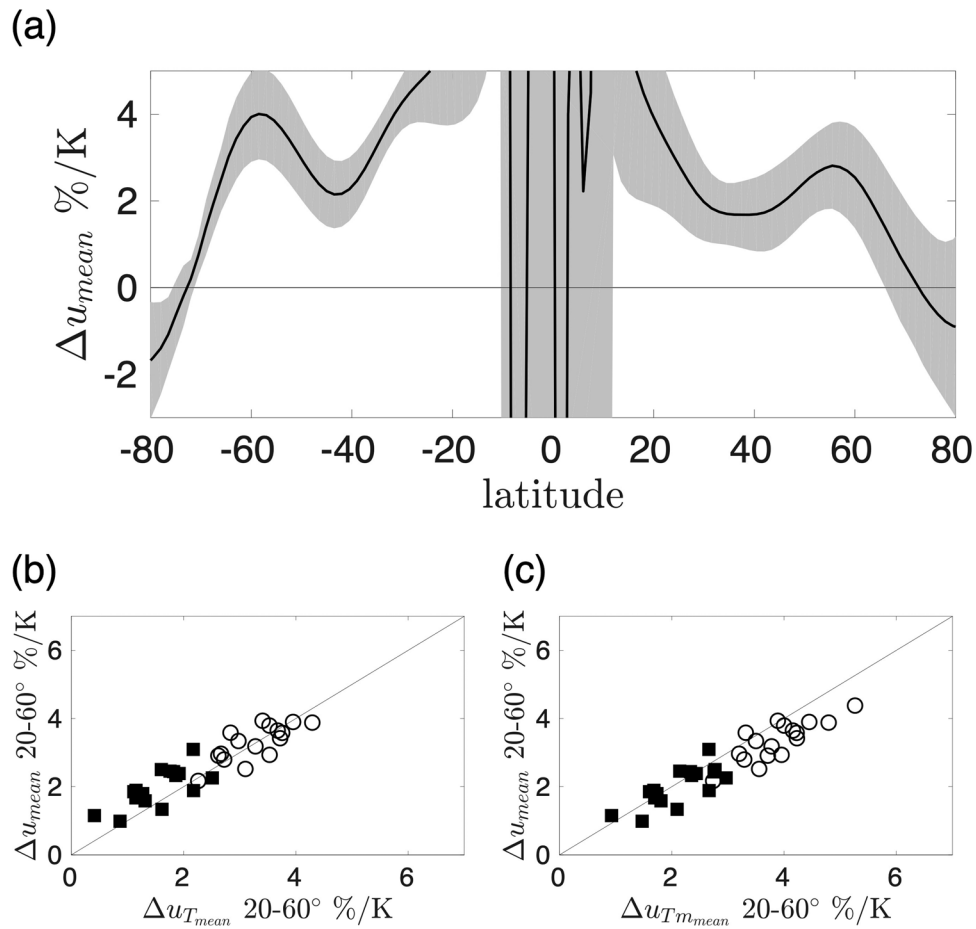 (a)
Δu_mean %/K
4
2
0
-2
-80 -60 -40 -20 0 20 40 60 80
latitude
(b)
Δu_mean 20-60° %/K
6
4
2
0
0 2 4 6
Δu_T_mean 20-60° %/K
(c)
Δu_mean 20-60° %/K
6
4
2
0
0 2 4 6
Δu_Tm_mean 20-60° %/K